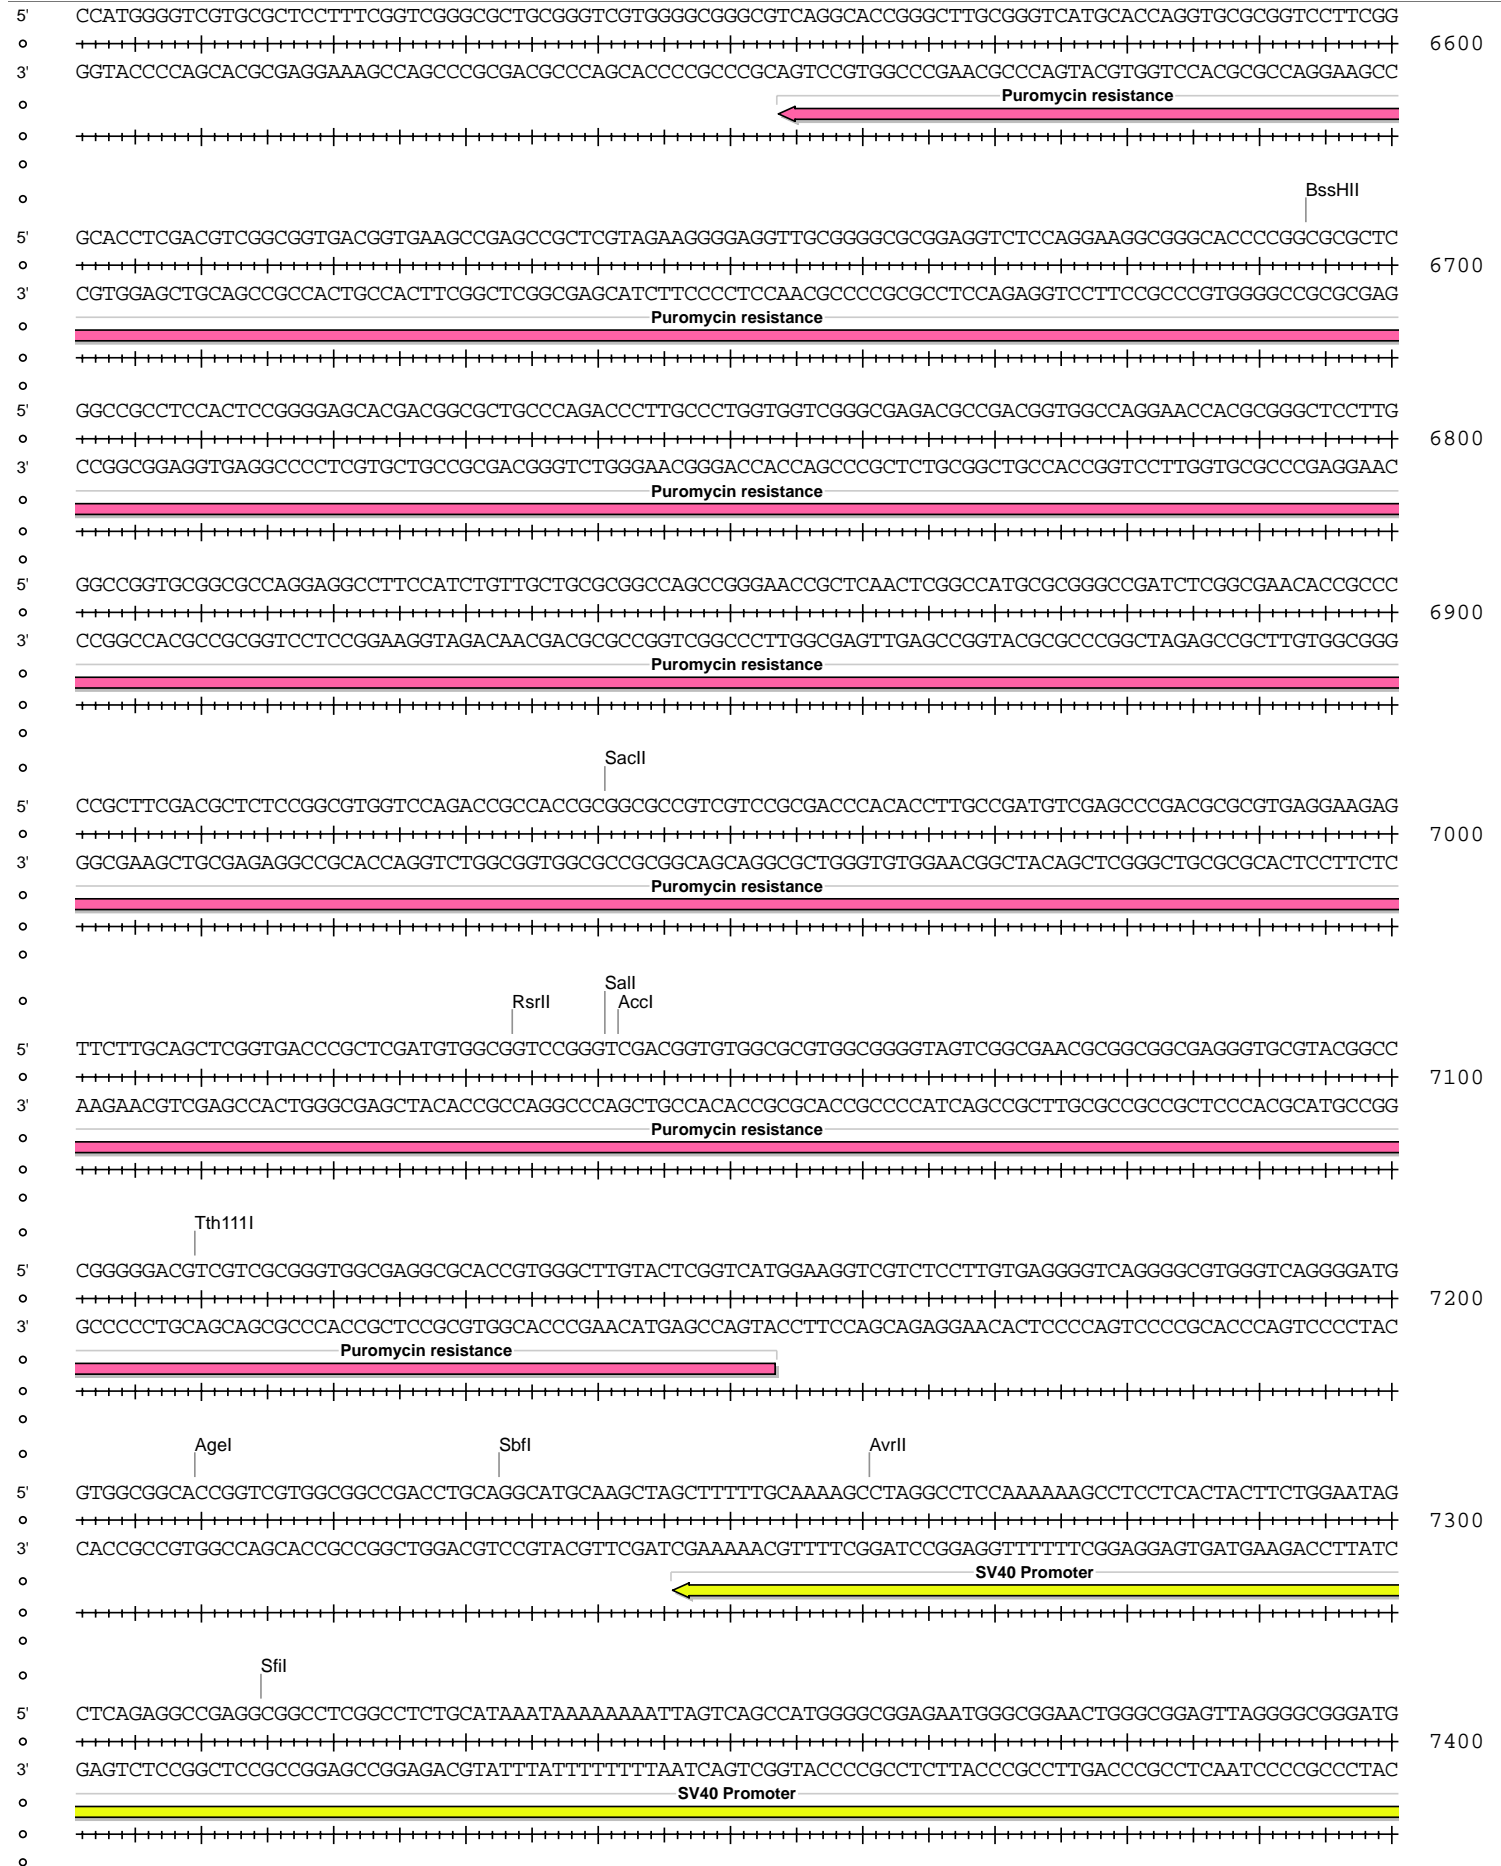 5' CCATGGGGTCGTGCGCTCCTTTCGGTCGGGCGCTGCGGGTCGTGGGGCGGGCGTCAGGCACCGGGCTTGCGGGTCATGCACCAGGTGCGCGGTCCTTCGG
6600
3' GGTACCCCAGCACGCGAGGAAAGCCAGCCCGCGACGCCCAGCACCCCGCCCGCAGTCCGTGGCCCGAACGCCCAGTACGTGGTCCACGCGCCAGGAAGCC
Puromycin resistance
BssHII
5' GCACCTCGACGTCGGCGGTGACGGTGAAGCCGAGCCGCTCGTAGAAGGGGAGGTTGCGGGGCGCGGAGGTCTCCAGGAAGGCGGGCACCCCGGCGCGCTC
6700
3' CGTGGAGCTGCAGCCGCCACTGCCACTTCGGCTCGGCGAGCATCTTCCCCTCCAACGCCCCGCGCCTCCAGAGGTCCTTCCGCCCGTGGGGCCGCGCGAG
Puromycin resistance
5' GGCCGCCTCCACTCCGGGGAGCACGACGGCGCTGCCCAGACCCTTGCCCTGGTGGTCGGGCGAGACGCCGACGGTGGCCAGGAACCACGCGGGCTCCTTG
6800
3' CCGGCGGAGGTGAGGCCCCTCGTGCTGCCGCGACGGGTCTGGGAACGGGACCACCAGCCCGCTCTGCGGCTGCCACCGGTCCTTGGTGCGCCCGAGGAAC
Puromycin resistance
5' GGCCGGTGCGGCGCCAGGAGGCCTTCCATCTGTTGCTGCGCGGCCAGCCGGGAACCGCTCAACTCGGCCATGCGCGGGCCGATCTCGGCGAACACCGCCC
6900
3' CCGGCCACGCCGCGGTCCTCCGGAAGGTAGACAACGACGCGCCGGTCGGCCCTTGGCGAGTTGAGCCGGTACGCGCCCGGCTAGAGCCGCTTGTGGCGGG
Puromycin resistance
SacII
5' CCGCTTCGACGCTCTCCGGCGTGGTCCAGACCGCCACCGCGGCGCCGTCGTCCGCGACCCACACCTTGCCGATGTCGAGCCCGACGCGCGTGAGGAAGAG
7000
3' GGCGAAGCTGCGAGAGGCCGCACCAGGTCTGGCGGTGGCGCCGCGGCAGCAGGCGCTGGGTGTGGAACGGCTACAGCTCGGGCTGCGCGCACTCCTTCTC
Puromycin resistance
SalI
RsrII AccI
5' TTCTTGCAGCTCGGTGACCCGCTCGATGTGGCGGTCCGGGTCGACGGTGTGGCGCGTGGCGGGGTAGTCGGCGAACGCGGCGGCGAGGGTGCGTACGGCC
7100
3' AAGAACGTCGAGCCACTGGGCGAGCTACACCGCCAGGCCCAGCTGCCACACCGCGCACCGCCCCATCAGCCGCTTGCGCCGCCGCTCCCACGCATGCCGG
Puromycin resistance
Tth111I
5' CGGGGGACGTCGTCGCGGGTGGCGAGGCGCACCGTGGGCTTGTACTCGGTCATGGAAGGTCGTCTCCTTGTGAGGGGTCAGGGGCGTGGGTCAGGGGATG
7200
3' GCCCCCTGCAGCAGCGCCCACCGCTCCGCGTGGCACCCGAACATGAGCCAGTACCTTCCAGCAGAGGAACACTCCCCAGTCCCCGCACCCAGTCCCCTAC
Puromycin resistance
AgeI SbfI AvrII
5' GTGGCGGCACCGGTCGTGGCGGCCGACCTGCAGGCATGCAAGCTAGCTTTTTGCAAAAGCCTAGGCCTCCAAAAAAGCCTCCTCACTACTTCTGGAATAG
7300
3' CACCGCCGTGGCCAGCACCGCCGGCTGGACGTCCGTACGTTCGATCGAAAAACGTTTTCGGATCCGGAGGTTTTTTCGGAGGAGTGATGAAGACCTTATC
SV40 Promoter
SfiI
5' CTCAGAGGCCGAGGCGGCCTCGGCCTCTGCATAAATAAAAAAAATTAGTCAGCCATGGGGCGGAGAATGGGCGGAACTGGGCGGAGTTAGGGGCGGGATG
7400
3' GAGTCTCCGGCTCCGCCGGAGCCGGAGACGTATTTATTTTTTTTAATCAGTCGGTACCCCGCCTCTTACCCGCCTTGACCCGCCTCAATCCCCGCCCTAC
SV40 Promoter